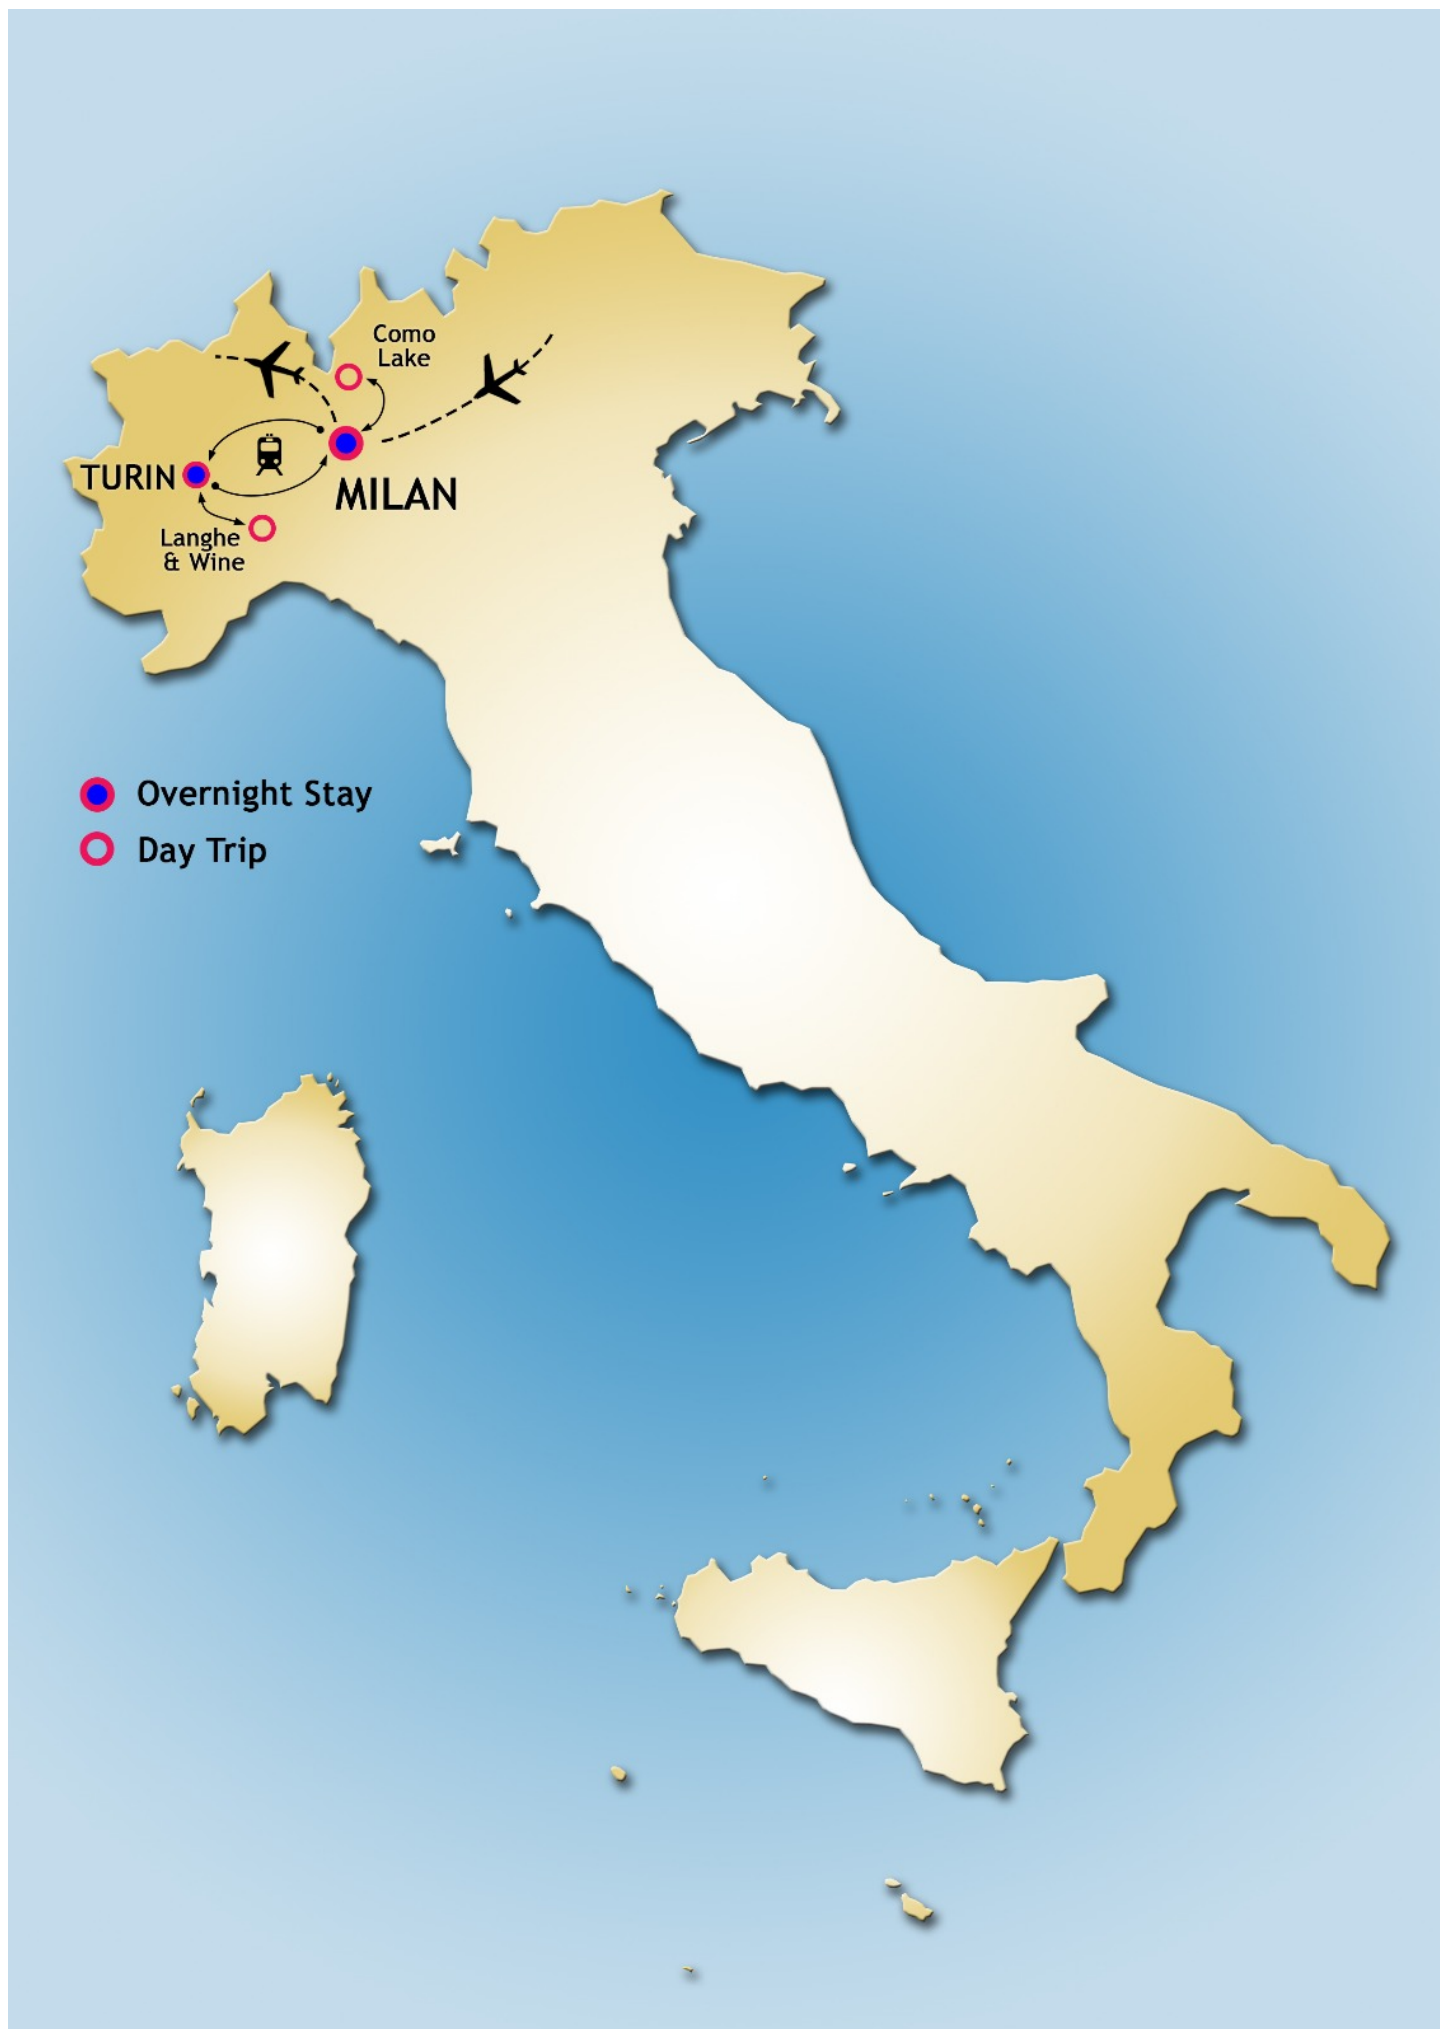 Como
Lake
TURIN
MILAN
Langhe
& Wine
Overnight Stay
Day Trip